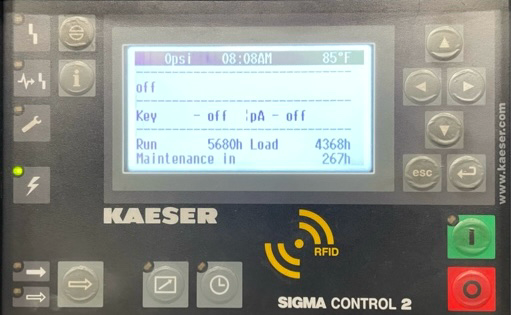 0psi 08:08AM 85°F
off
Key - off ¦pA - off
Run 5680h Load 4368h
Maintenance in 267h
esc
www.kaeser.com
KAESER
RFID
SIGMA CONTROL 2